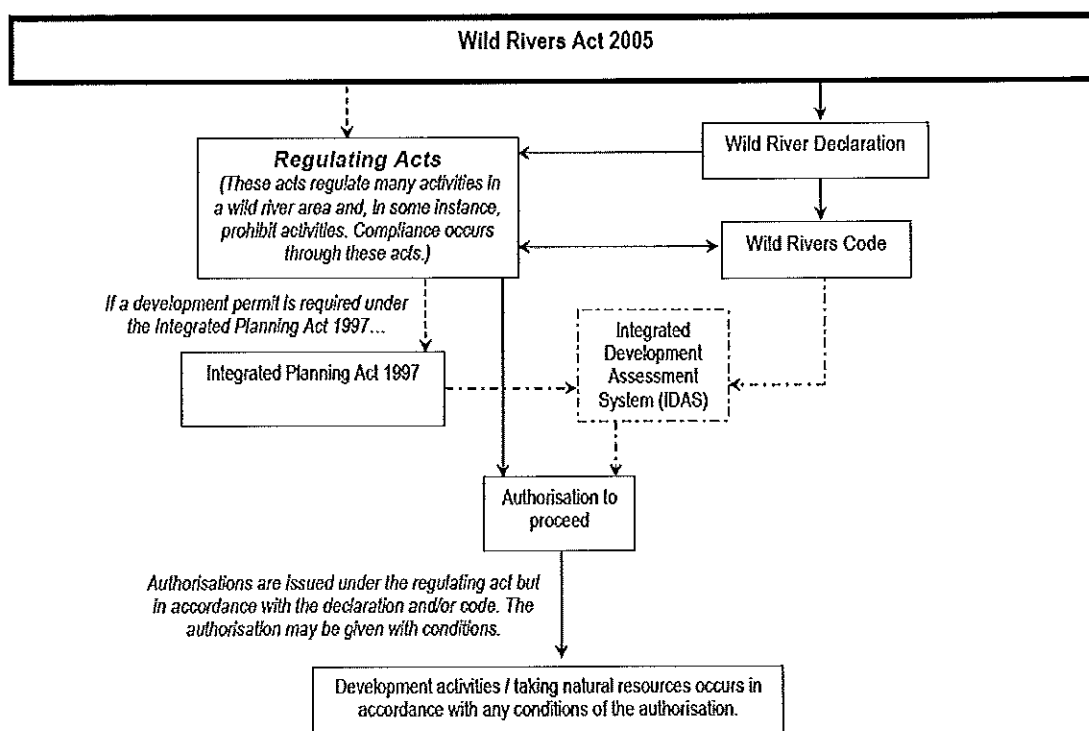 Wild Rivers Act 2005
Regulating Acts
(These acts regulate many activities in
a wild river area and, in some instance,
prohibit activities. Compliance occurs
through these acts.)
Wild River Declaration
Wild Rivers Code
If a development permit is required under
the Integrated Planning Act 1997...
Integrated Planning Act 1997
Integrated
Development
Assessment
System (IDAS)
Authorisation to
proceed
Authorisations are issued under the regulating act but
in accordance with the declaration and/or code. The
authorisation may be given with conditions.
Development activities / taking natural resources occurs in
accordance with any conditions of the authorisation.